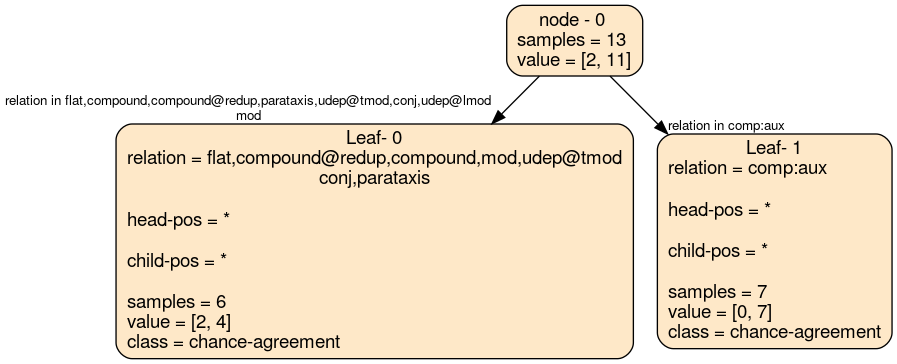 node - 0
samples = 13
value = [2, 11]
relation in flat,compound,compound@redup,parataxis,udep@tmod,conj,udep@lmod
mod
relation in comp:aux
Leaf- 0
relation = flat,compound@redup,compound,mod,udep@tmod
conj,parataxis
head-pos = *
child-pos = *
samples = 6
value = [2, 4]
class = chance-agreement
Leaf- 1
relation = comp:aux
head-pos = *
child-pos = *
samples = 7
value = [0, 7]
class = chance-agreement